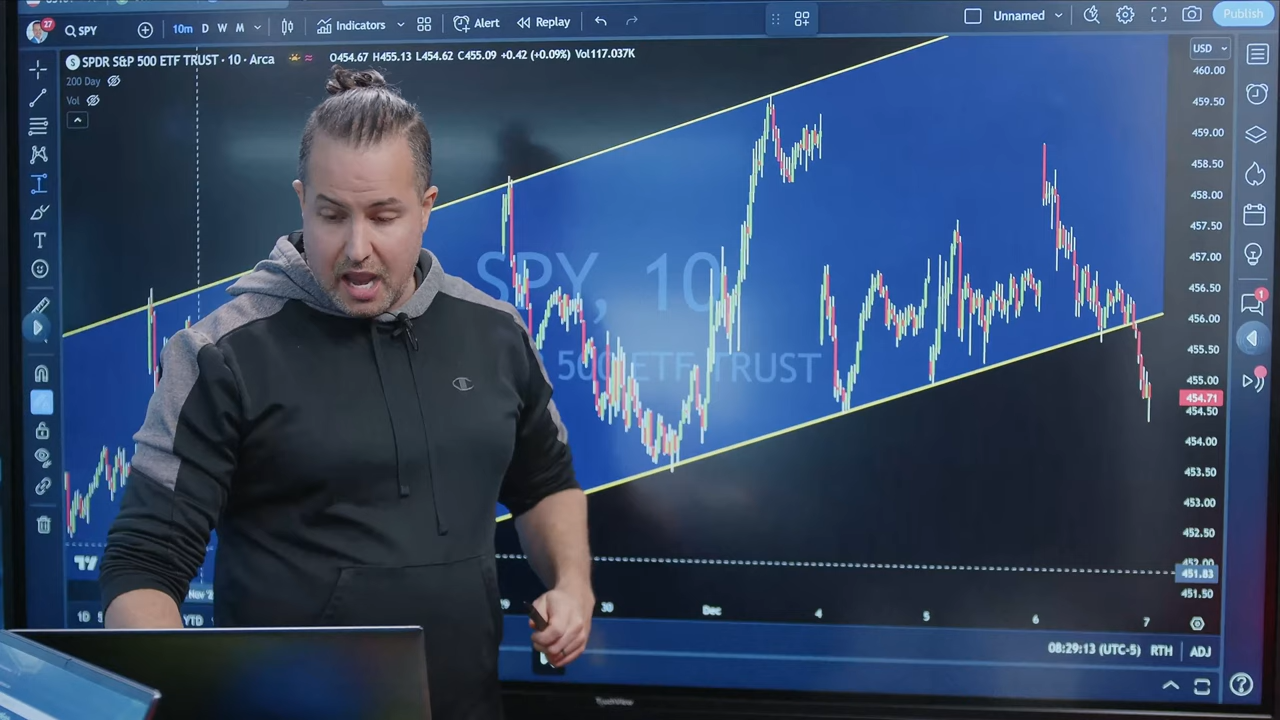 27
SPY
10m D W M
Indicators
Alert
Replay
Unnamed
Publish
S SPDR S&P 500 ETF TRUST · 10 · Arca
O454.67 H455.13 L454.62 C455.09 +0.42 (+0.09%) Vol117.037K
200 Day
Vol
USD
460.00
459.50
459.00
458.50
458.00
457.50
457.00
456.50
456.00
455.50
455.00
454.71
454.50
454.00
453.50
453.00
452.50
452.00
451.83
451.50
SPY, 10
500 ETF TRUST
T
1
Nov
30
Dec
4
5
6
7
1D
YTD
08:29:13 (UTC-5) RTH ADJ